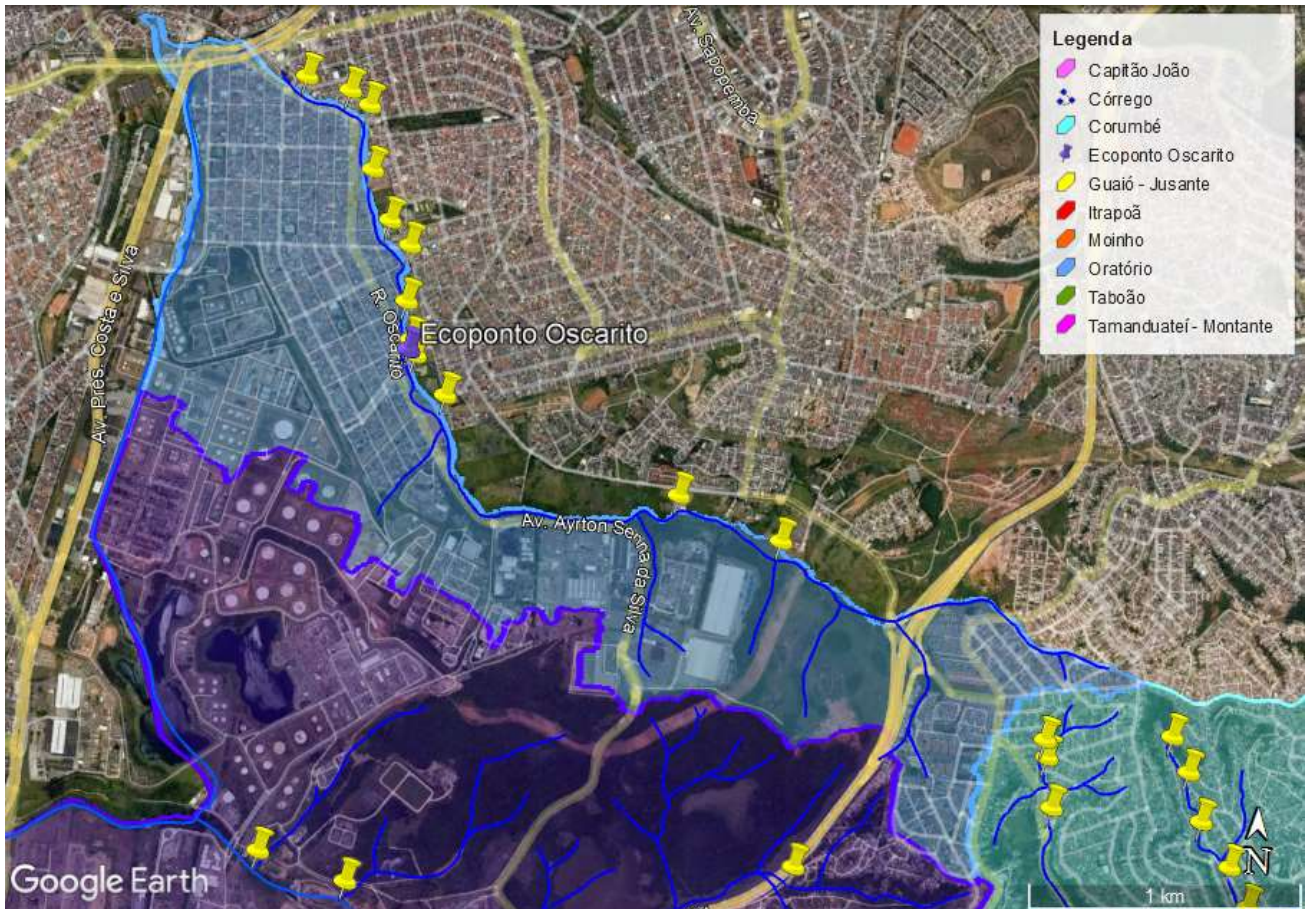 Av. Sapopemba
Legenda
Capitão João
Córrego
Corumbé
Ecoponto Oscarito
Guaió - Jusante
Itrapoã
Moinho
Oratório
Taboão
Tamanduateí - Montante
Av. Pres. Costa e Silva
R. Oscarito
Ecoponto Oscarito
Av. Ayrton Senna da Silva
N
Google Earth
1 km